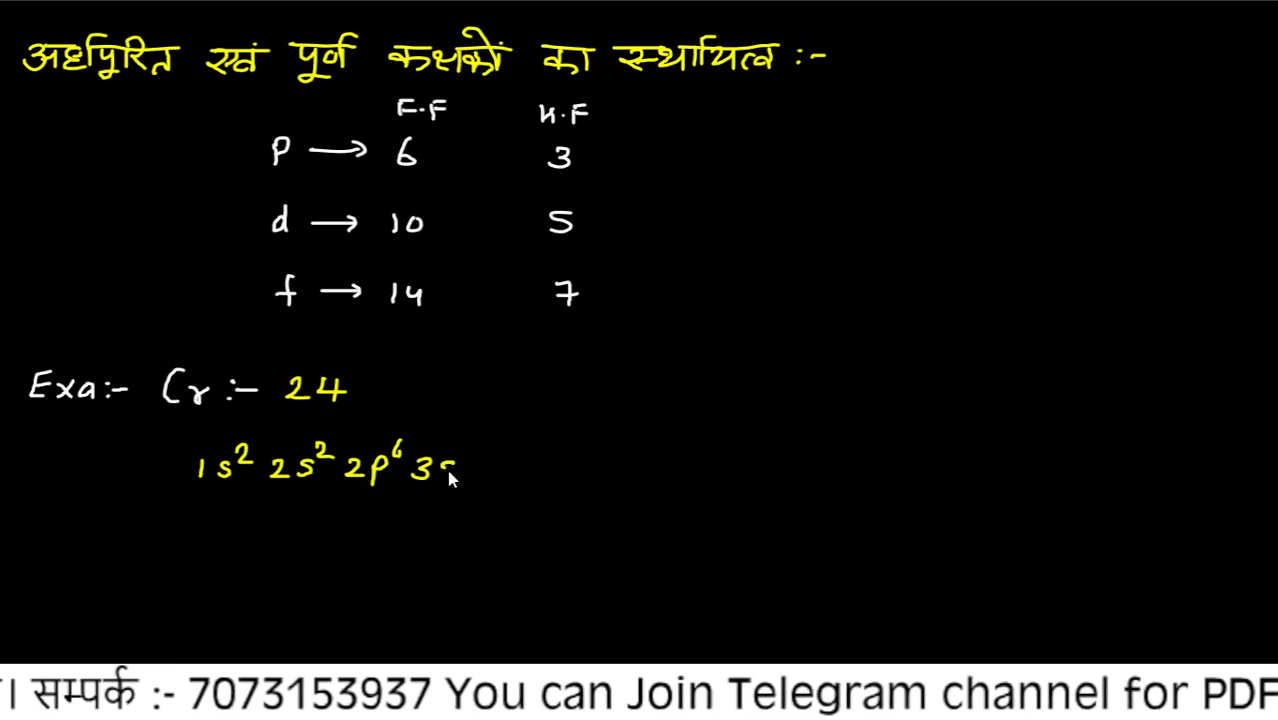 अर्धपूरित एवं पूर्ण कक्षकों का स्थायित्व :-
F.F H.F
p → 6 3
d → 10 5
f → 14 7
Exa:- Cr :- 24
1s² 2s² 2p⁶ 3s
। सम्पर्क :- 7073153937 You can Join Telegram channel for PDF